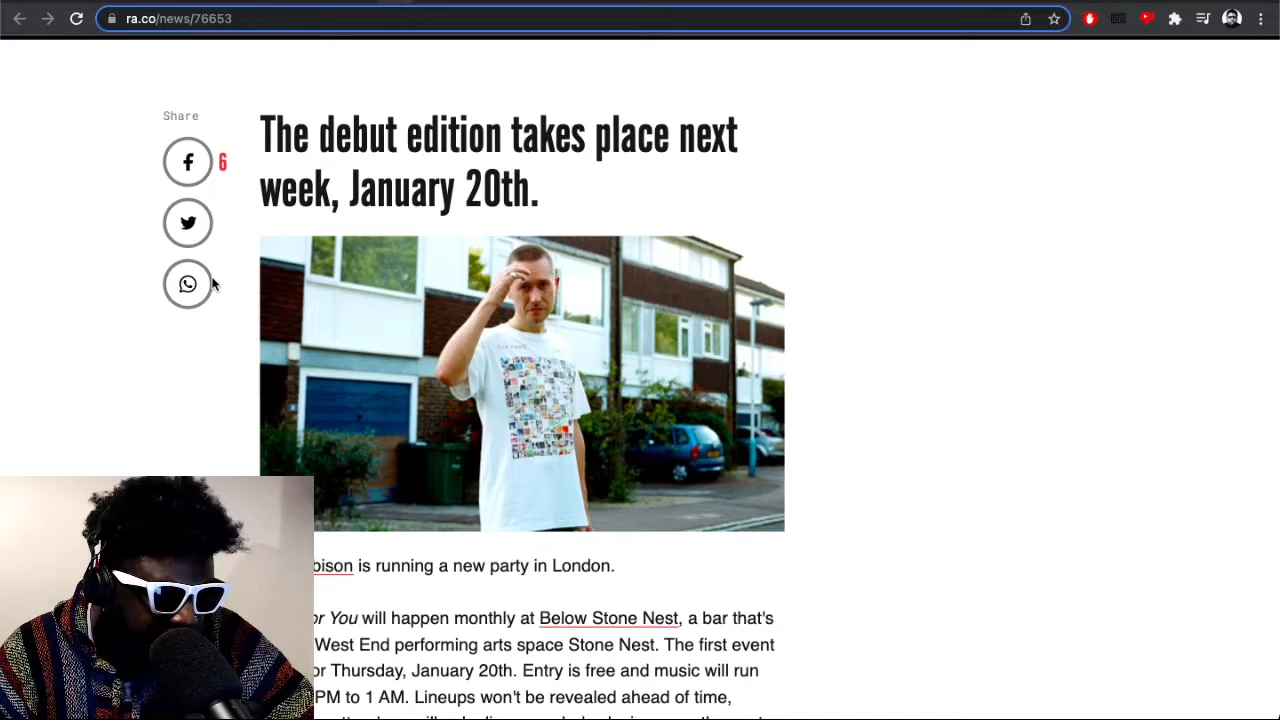 ra.co/news/76653
Share
The debut edition takes place next
week, January 20th.
6
bison is running a new party in London.
or You will happen monthly at Below Stone Nest, a bar that's
West End performing arts space Stone Nest. The first event
or Thursday, January 20th. Entry is free and music will run
PM to 1 AM. Lineups won't be revealed ahead of time,